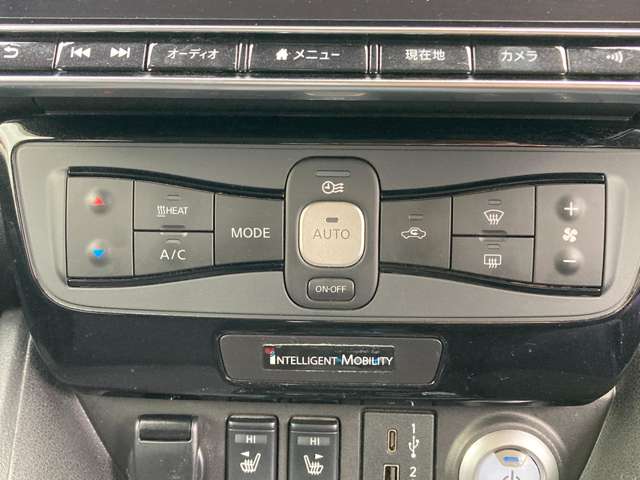 オーディオ メニュー 現在地 カメラ
HEAT
A/C
MODE
AUTO
ON·OFF
INTELLIGENT MOBILITY
HI HI
1
2